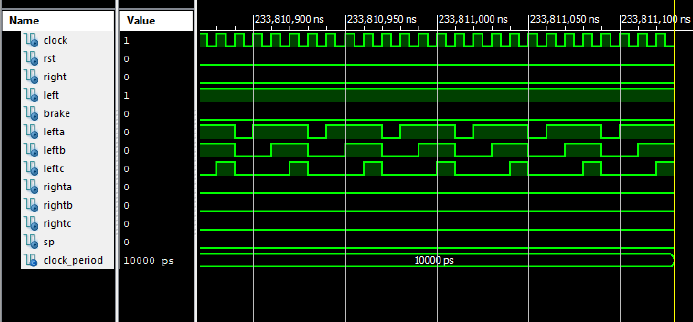 Name Value 233,810,900 ns 233,810,950 ns 233,811,000 ns 233,811,050 ns 233,811,100 ns
clock 1
rst 0
right 0
left 1
brake 0
lefta 0
leftb 0
leftc 0
righta 0
rightb 0
rightc 0
sp 0
clock_period 10000 ps 10000 ps